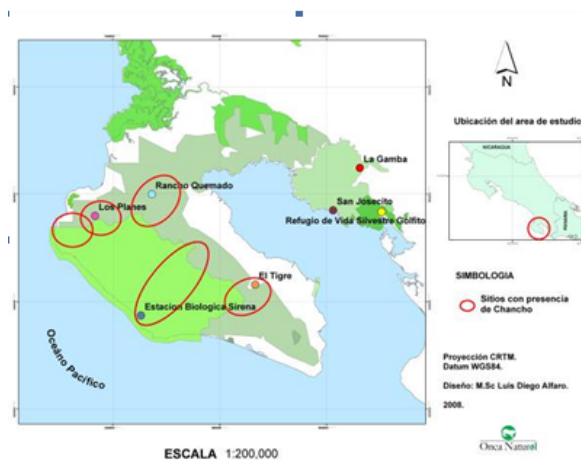 N
Ubicación del area de estudio
NICARAGUA
PANAMA
La Gamba
Rancho Quemado
Los Planes
San Josecito
Refugio de Vida Silvestre Golfito
El Tigre
Estacion Biologica Sirena
Oceáno Pacífico
SIMBOLOGIA
Sitios con presencia
de Chancho
Proyección CRTM.
Datum WGS84.
Diseño: M.Sc Luis Diego Alfaro.
2008.
Onca Natural
ESCALA 1:200,000